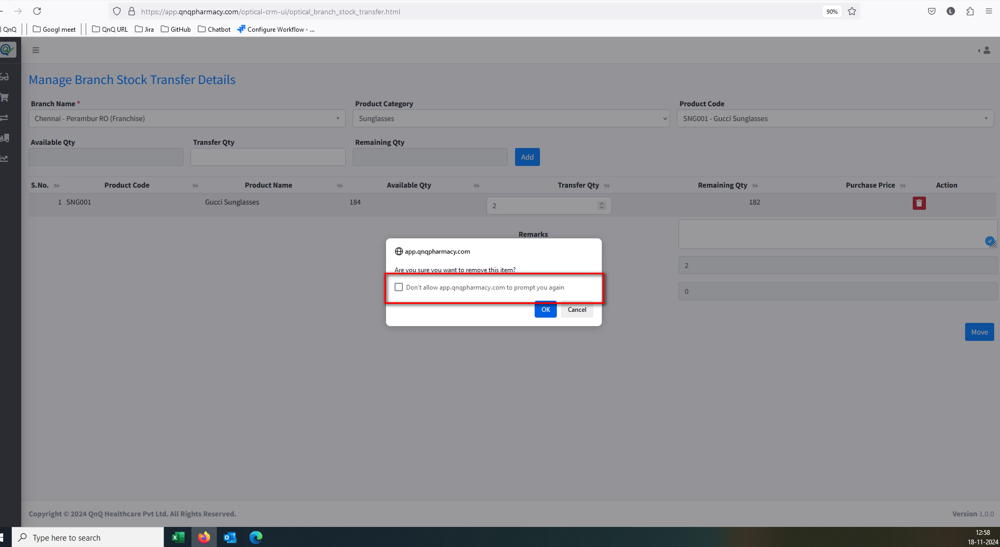 https://app.qnqpharmacy.com/optical-crm-ui/optical_branch_stock_transfer.html
90%
L
QnQ
Googl meet
QnQ URL
Jira
GitHub
Chatbot
Configure Workflow - ...
Manage Branch Stock Transfer Details
Branch Name *
Product Category
Product Code
Chennai - Perambur RO (Franchise)
Sunglasses
SNG001 - Gucci Sunglasses
Available Qty
Transfer Qty
Remaining Qty
Add
S.No.
Product Code
Product Name
Available Qty
Transfer Qty
Remaining Qty
Purchase Price
Action
1
SNG001
Gucci Sunglasses
184
2
182
Remarks
app.qnqpharmacy.com
Are you sure you want to remove this item?
Don't allow app.qnqpharmacy.com to prompt you again
OK
Cancel
2
0
Move
Copyright © 2024 QnQ Healthcare Pvt Ltd. All Rights Reserved.
Version 1.0.0
Type here to search
12:58
18-11-2024